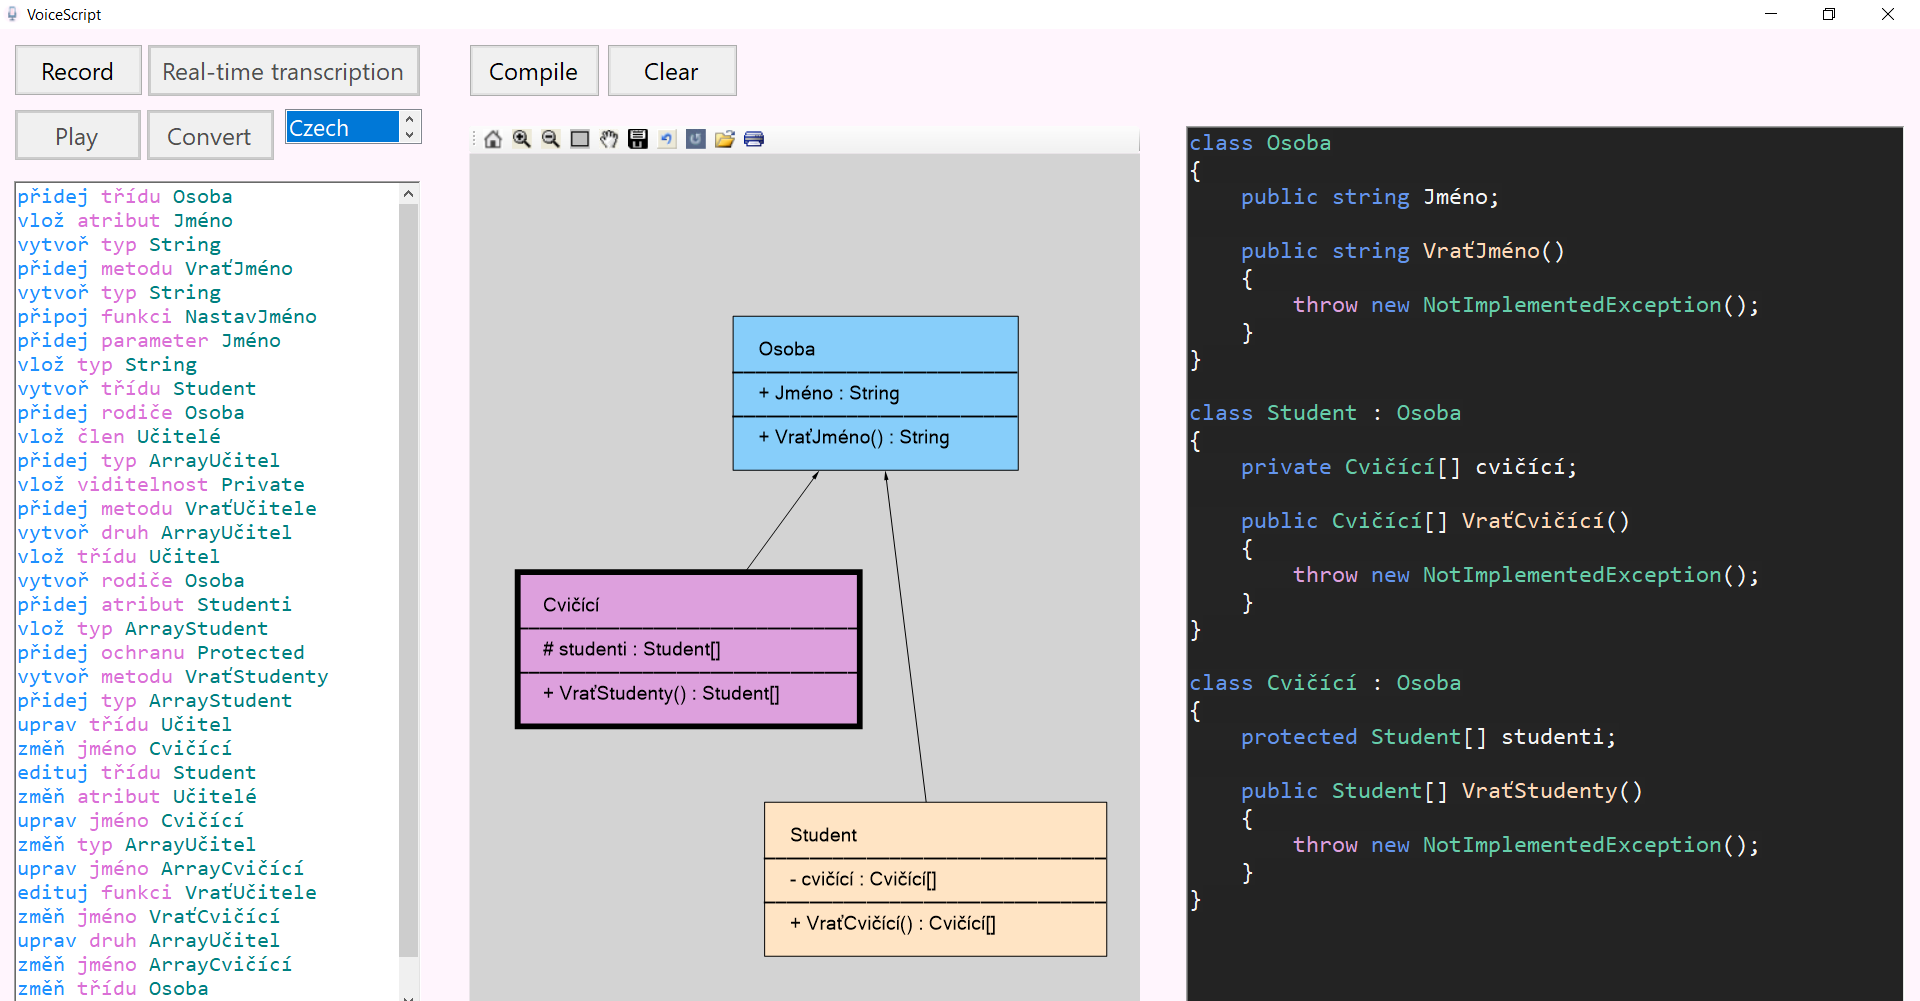 VoiceScript
Record
Real-time transcription
Compile
Clear
Play
Convert
Czech
přidej třídu Osoba
vlož atribut Jméno
vytvoř typ String
přidej metodu VraťJméno
vytvoř typ String
připoj funkci NastavJméno
přidej parameter Jméno
vlož typ String
vytvoř třídu Student
přidej rodiče Osoba
vlož člen Učitelé
přidej typ ArrayUčitel
vlož viditelnost Private
přidej metodu VraťUčitele
vytvoř druh ArrayUčitel
vlož třídu Učitel
vytvoř rodiče Osoba
přidej atribut Studenti
vlož typ ArrayStudent
přidej ochranu Protected
vytvoř metodu VraťStudenty
přidej typ ArrayStudent
uprav třídu Učitel
změň jméno Cvičící
edituj třídu Student
změň atribut Učitelé
uprav jméno Cvičící
změň typ ArrayUčitel
uprav jméno ArrayCvičící
edituj funkci VraťUčitele
změň jméno VraťCvičící
uprav druh ArrayUčitel
změň jméno ArrayCvičící
změň třídu Osoba
Osoba
+ Jméno : String
+ VraťJméno() : String
Cvičící
# studenti : Student[]
+ VraťStudenty() : Student[]
Student
- cvičící : Cvičící[]
+ VraťCvičící() : Cvičící[]
class Osoba
{
public string Jméno;
public string VraťJméno()
{
throw new NotImplementedException();
}
}
class Student : Osoba
{
private Cvičící[] cvičící;
public Cvičící[] VraťCvičící()
{
throw new NotImplementedException();
}
}
class Cvičící : Osoba
{
protected Student[] studenti;
public Student[] VraťStudenty()
{
throw new NotImplementedException();
}
}